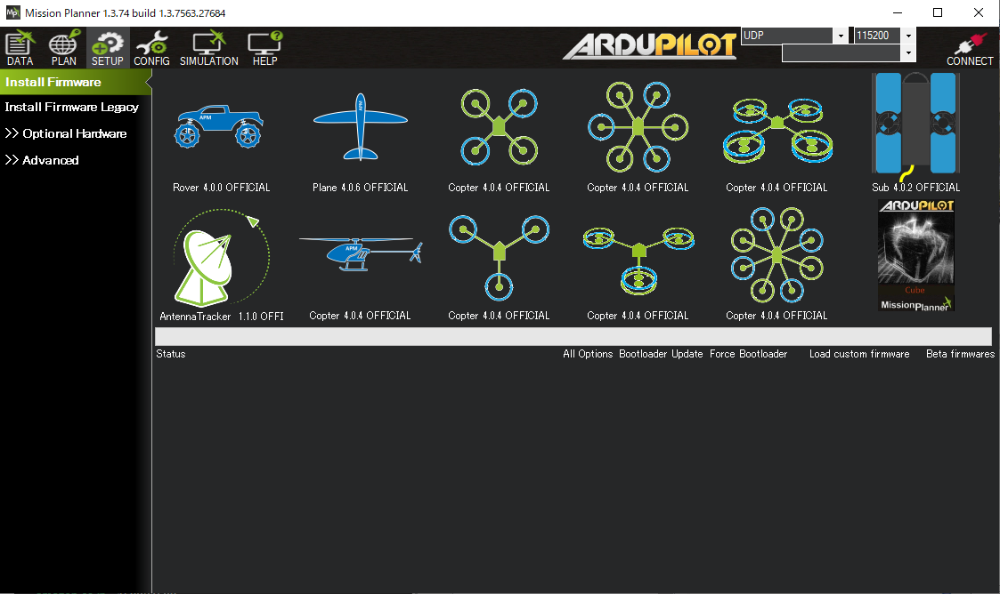 Mission Planner 1.3.74 build 1.3.7563.27684
DATA PLAN SETUP CONFIG SIMULATION HELP
ARDUPILOT
UDP
115200
CONNECT
Install Firmware
Install Firmware Legacy
>> Optional Hardware
>> Advanced
APM
APM
Rover 4.0.0 OFFICIAL
Plane 4.0.6 OFFICIAL
Copter 4.0.4 OFFICIAL
Copter 4.0.4 OFFICIAL
Copter 4.0.4 OFFICIAL
Sub 4.0.2 OFFICIAL
APM
ARDUPILOT
Cube
MissionPlanner
AntennaTracker 1.1.0 OFFI
Copter 4.0.4 OFFICIAL
Copter 4.0.4 OFFICIAL
Copter 4.0.4 OFFICIAL
Copter 4.0.4 OFFICIAL
Status
All Options Bootloader Update Force Bootloader Load custom firmware Beta firmwares